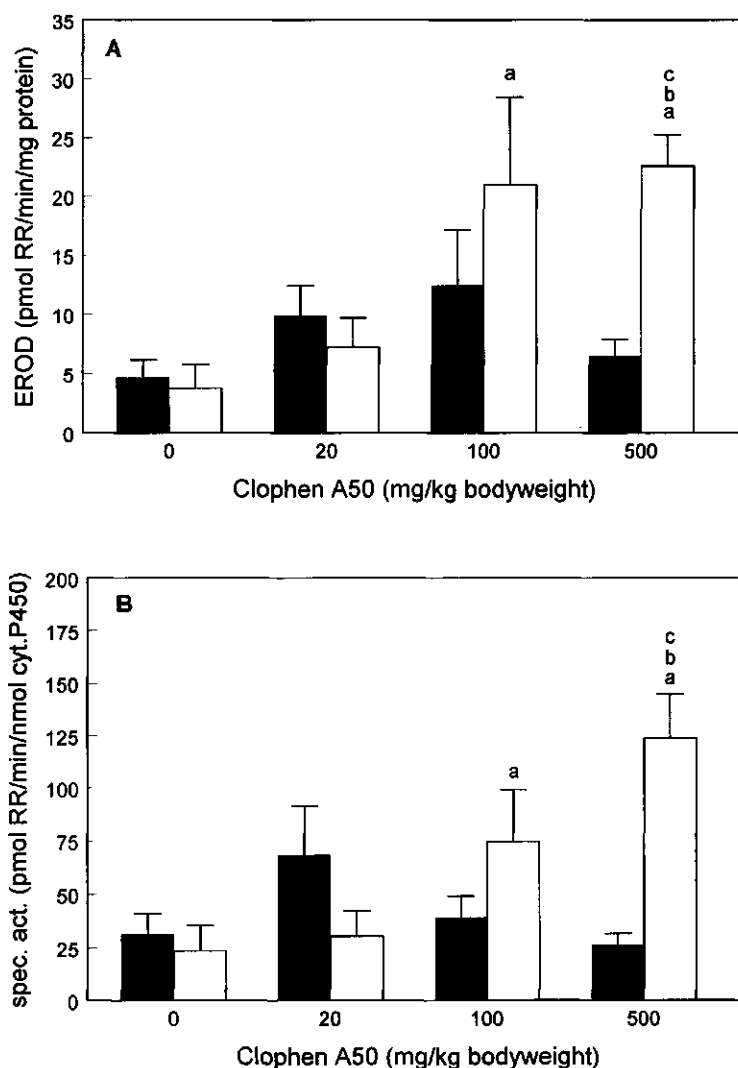 A
EROD (pmol RR/min/mg protein)
35
30
25
20
15
10
5
0
a
c
b
a
0 20 100 500
Clophen A50 (mg/kg bodyweight)
B
spec. act. (pmol RR/min/nmol cyt.P450)
200
175
150
125
100
75
50
25
0
a
c
b
a
0 20 100 500
Clophen A50 (mg/kg bodyweight)